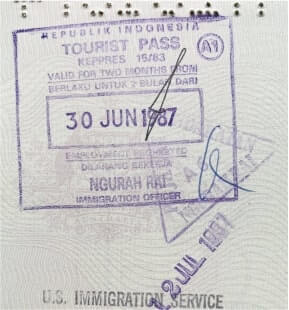 REPUBLIK INDONESIA
TOURIST PASS
A1
KEPPRES 15/83
VALID FOR TWO MONTHS FROM
BERLAKU UNTUK 2 BULAN DARI
30 JUN 1987
EMPLOYMENT PROHIBITED
DILARANG BEKERJA
NGURAH RAI
IMMIGRATION OFFICER
2 JUL 1987
U.S. IMMIGRATION SERVICE